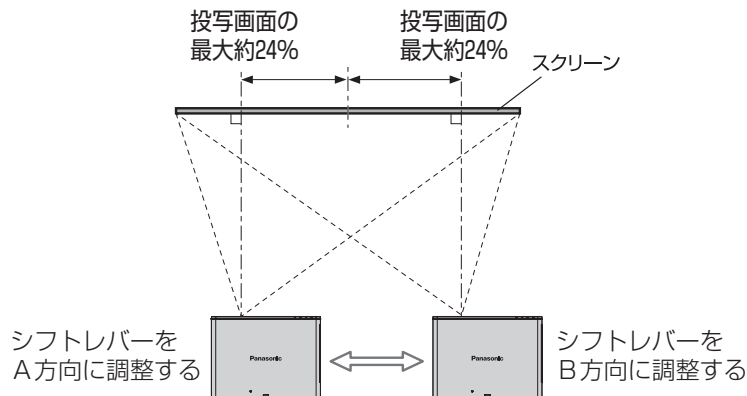 投写画面の
最大約24%
投写画面の
最大約24%
スクリーン
シフトレバーを
A方向に調整する
Panasonic
Panasonic
シフトレバーを
B方向に調整する